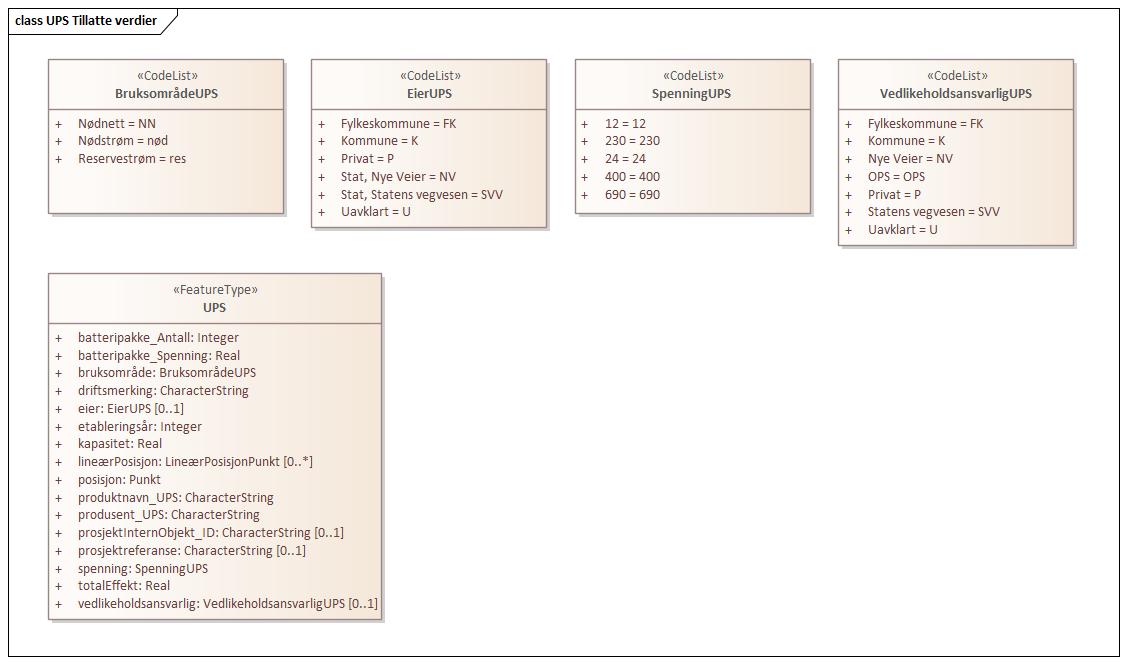 class UPS Tillatte verdier
«CodeList»
BruksområdeUPS
+ Nødnett = NN
+ Nødstrøm = nød
+ Reservestrøm = res
«CodeList»
EierUPS
+ Fylkeskommune = FK
+ Kommune = K
+ Privat = P
+ Stat, Nye Veier = NV
+ Stat, Statens vegvesen = SVV
+ Uavklart = U
«CodeList»
SpenningUPS
+ 12 = 12
+ 230 = 230
+ 24 = 24
+ 400 = 400
+ 690 = 690
«CodeList»
VedlikeholdsansvarligUPS
+ Fylkeskommune = FK
+ Kommune = K
+ Nye Veier = NV
+ OPS = OPS
+ Privat = P
+ Statens vegvesen = SVV
+ Uavklart = U
«FeatureType»
UPS
+ batteripakke_Antall: Integer
+ batteripakke_Spenning: Real
+ bruksområde: BruksområdeUPS
+ driftsmerking: CharacterString
+ eier: EierUPS [0..1]
+ etableringsår: Integer
+ kapasitet: Real
+ lineærPosisjon: LineærPosisjonPunkt [0..*]
+ posisjon: Punkt
+ produktnavn_UPS: CharacterString
+ produsent_UPS: CharacterString
+ prosjektInternObjekt_ID: CharacterString [0..1]
+ prosjektreferanse: CharacterString [0..1]
+ spenning: SpenningUPS
+ totalEffekt: Real
+ vedlikeholdsansvarlig: VedlikeholdsansvarligUPS [0..1]